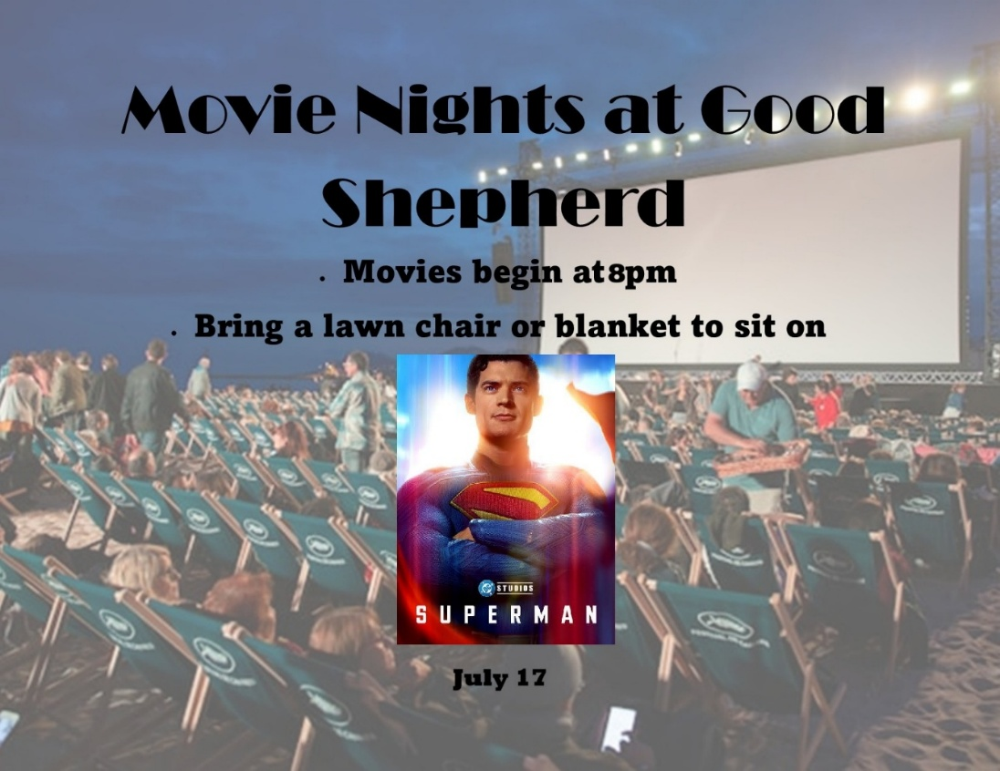 Movie Nights at Good
Shepherd
. Movies begin at8pm
. Bring a lawn chair or blanket to sit on
DC STUDIOS
SUPERMAN
July 17